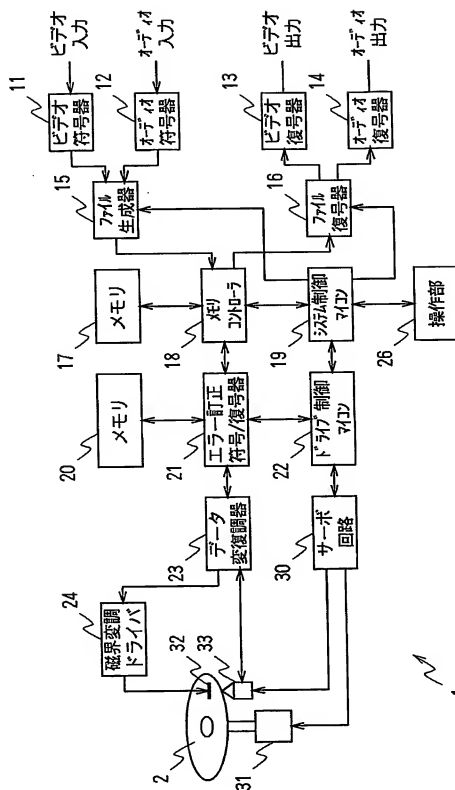 11
ビデオ
符号器
ビデオ入力
12
オーディオ
符号器
オーディオ入力
13
ビデオ
復号器
ビデオ
出力
14
オーディオ
復号器
オーディオ
出力
15
ファイル
生成器
16
ファイル
復号器
17
メモリ
18
メモリ
コントローラ
19
システム制御
マイコン
26
操作部
20
メモリ
21
エラー訂正
符号/復号器
22
ドライブ制御
マイコン
23
データ
変復調器
30
サーボ
回路
24
磁界変調
ドライバ
32
33
2
31
1